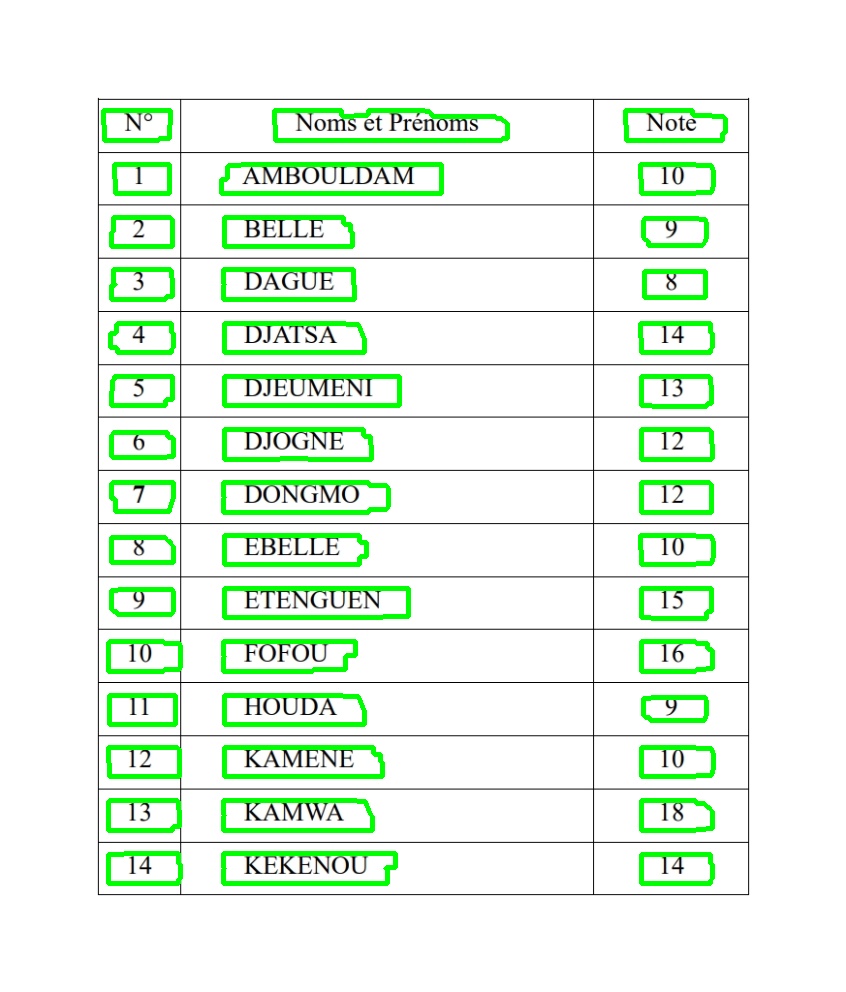 N° Noms et Prénoms Note
1 AMBOULDAM 10
2 BELLE 9
3 DAGUE 8
4 DJATSA 14
5 DJEUMENI 13
6 DJOGNE 12
7 DONGMO 12
8 EBELLE 10
9 ETENGUEN 15
10 FOFOU 16
11 HOUDA 9
12 KAMENE 10
13 KAMWA 18
14 KEKENOU 14